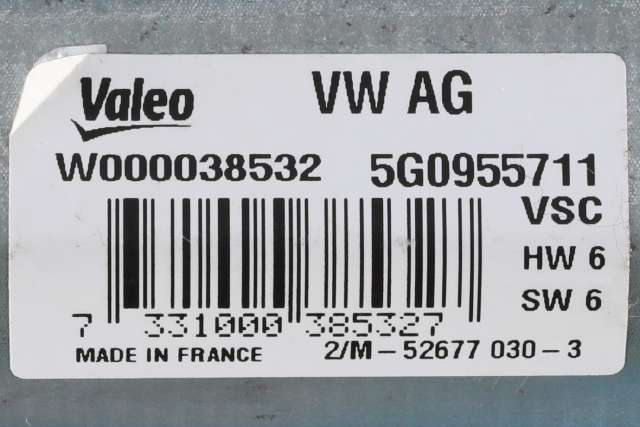 Valeo VW AG
W000038532 5G0955711
VSC
HW 6
SW 6
7 331000 385327
MADE IN FRANCE 2/M-52677 030-3